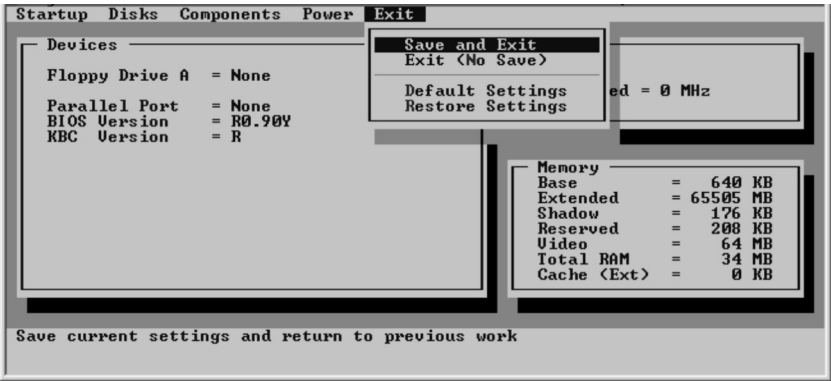 Startup Disks Components Power Exit
Devices
Floppy Drive A = None
Parallel Port = None
BIOS Version = R0.90Y
KBC Version = R
Save and Exit
Exit (No Save)
Default Settings
Restore Settings
ed = 0 MHz
Memory
Base = 640 KB
Extended = 65505 MB
Shadow = 176 KB
Reserved = 208 KB
Video = 64 MB
Total RAM = 34 MB
Cache (Ext) = 0 KB
Save current settings and return to previous work